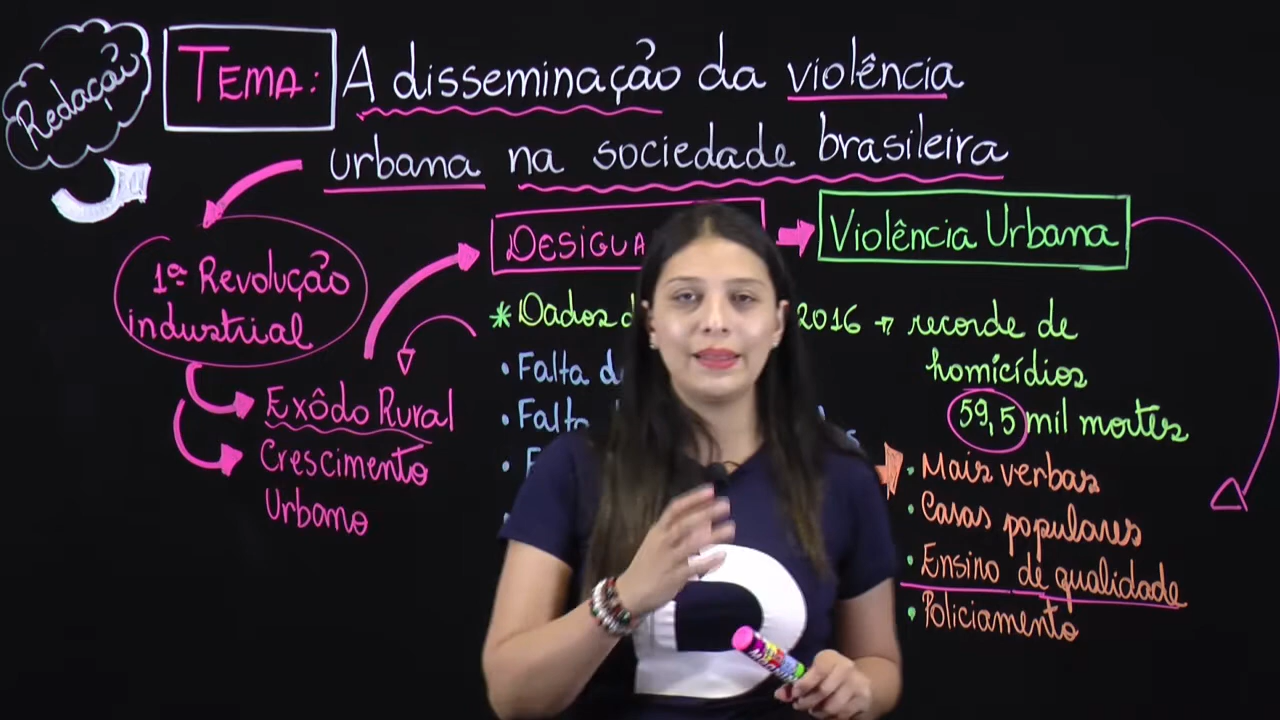 Redação
TEMA: A disseminação da violência
urbana na sociedade brasileira
1ª Revolução
industrial
Exôdo Rural
Crescimento
Urbano
Violência Urbana
* Dados
2016 → recorde de
homicídios
59,5 mil mortes
• Falta
• Falta
• Mais verbas
• Casas populares
• Ensino de qualidade
• Policiamento